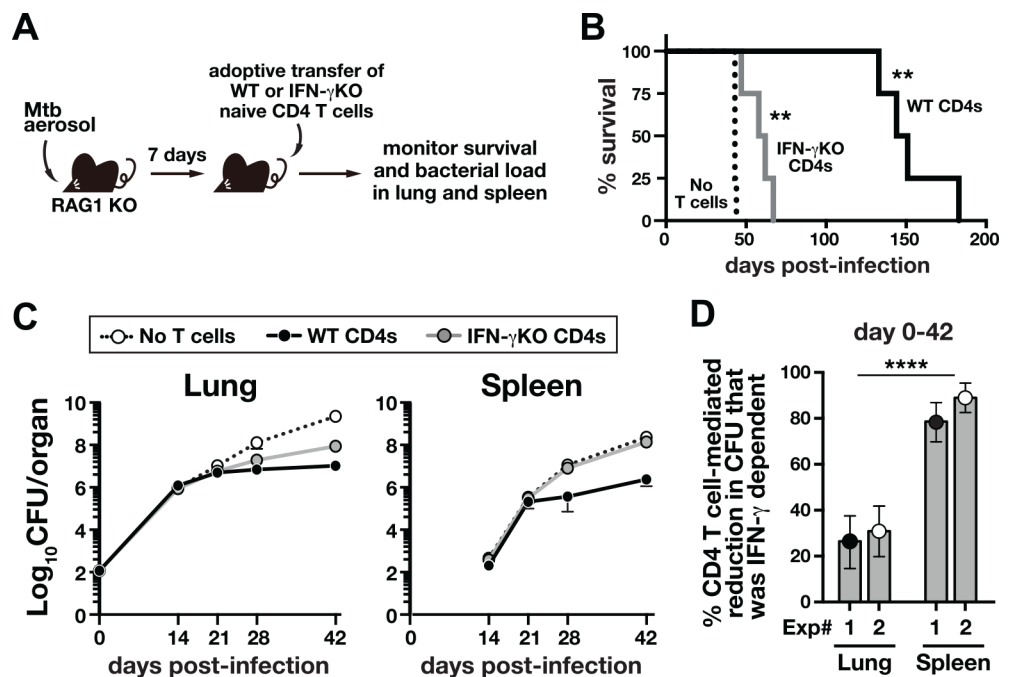 A
Mtb
aerosol
RAG1 KO
7 days
adoptive transfer of
WT or IFN-γKO
naive CD4 T cells
monitor survival
and bacterial load
in lung and spleen
B
% survival
100
75
50
25
0
0 50 100 150 200
days post-infection
No
T cells
**
IFN-γKO
CD4s
**
WT CD4s
C
No T cells WT CD4s IFN-γKO CD4s
Lung
Log10CFU/organ
10
8
6
4
2
0
0 14 21 28 42
days post-infection
Spleen
10
8
6
4
2
0
0 14 21 28 42
days post-infection
D
day 0-42
% CD4 T cell-mediated
reduction in CFU that
was IFN-γ dependent
100
80
60
40
20
0
****
Exp# 1 2 1 2
Lung Spleen